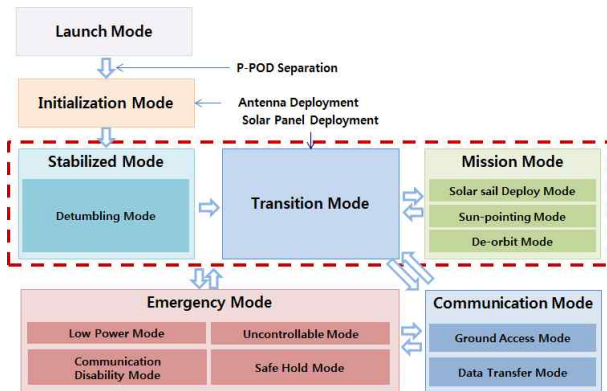 Launch Mode
P-POD Separation
Initialization Mode
Antenna Deployment
Solar Panel Deployment
Stabilized Mode
Detumbling Mode
Transition Mode
Mission Mode
Solar sail Deploy Mode
Sun-pointing Mode
De-orbit Mode
Emergency Mode
Low Power Mode
Uncontrollable Mode
Communication
Disability Mode
Safe Hold Mode
Communication Mode
Ground Access Mode
Data Transfer Mode